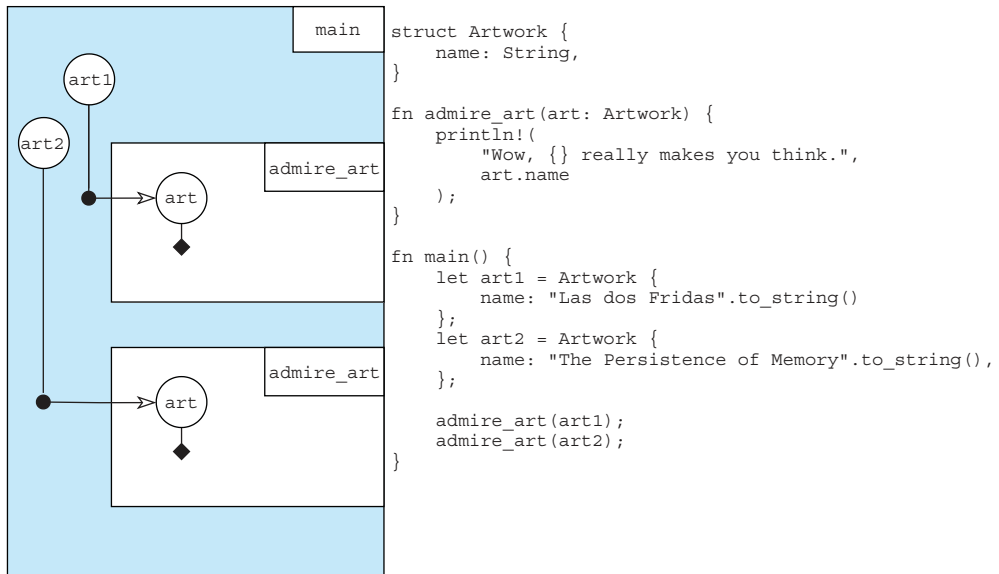 main
art1
art2
admire_art
art
admire_art
art
struct Artwork {
    name: String,
}
fn admire_art(art: Artwork) {
    println!(
        "Wow, {} really makes you think.",
        art.name
    );
}
fn main() {
    let art1 = Artwork {
        name: "Las dos Fridas".to_string()
    };
    let art2 = Artwork {
        name: "The Persistence of Memory".to_string(),
    };
    admire_art(art1);
    admire_art(art2);
}